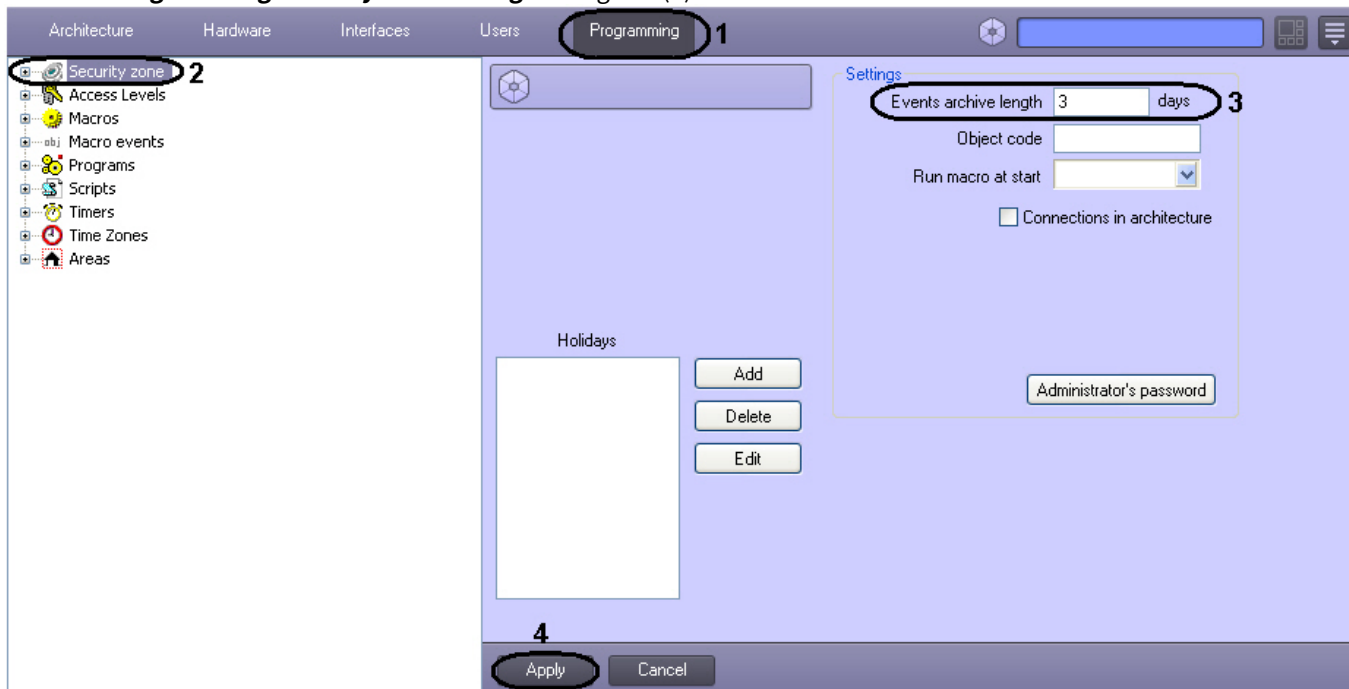 Architecture Hardware Interfaces Users Programming 1
Security zone 2
Access Levels
Macros
obj Macro events
Programs
Scripts
Timers
Time Zones
Areas
Settings
Events archive length 3 days 3
Object code
Run macro at start
Connections in architecture
Holidays
Add
Delete
Edit
Administrator's password
4
Apply Cancel